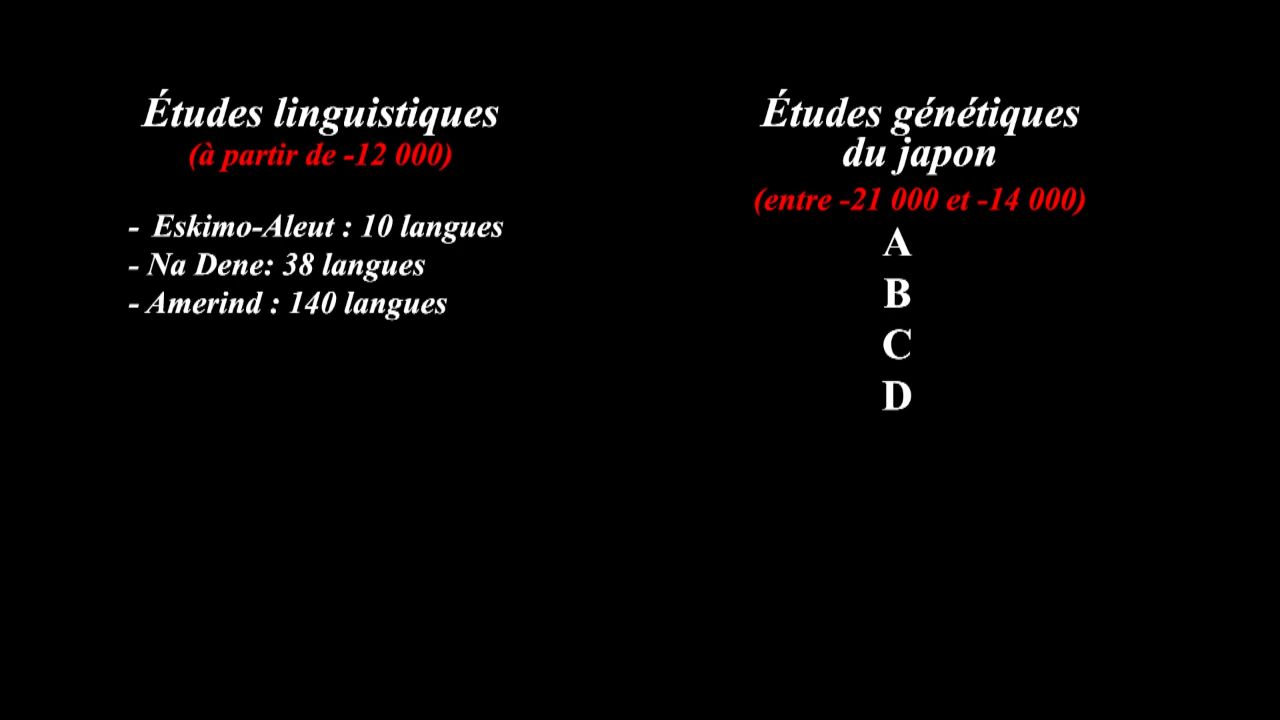 Études linguistiques
(à partir de -12 000)
- Eskimo-Aleut : 10 langues
- Na Dene: 38 langues
- Amerind : 140 langues
Études génétiques
du japon
(entre -21 000 et -14 000)
A
B
C
D